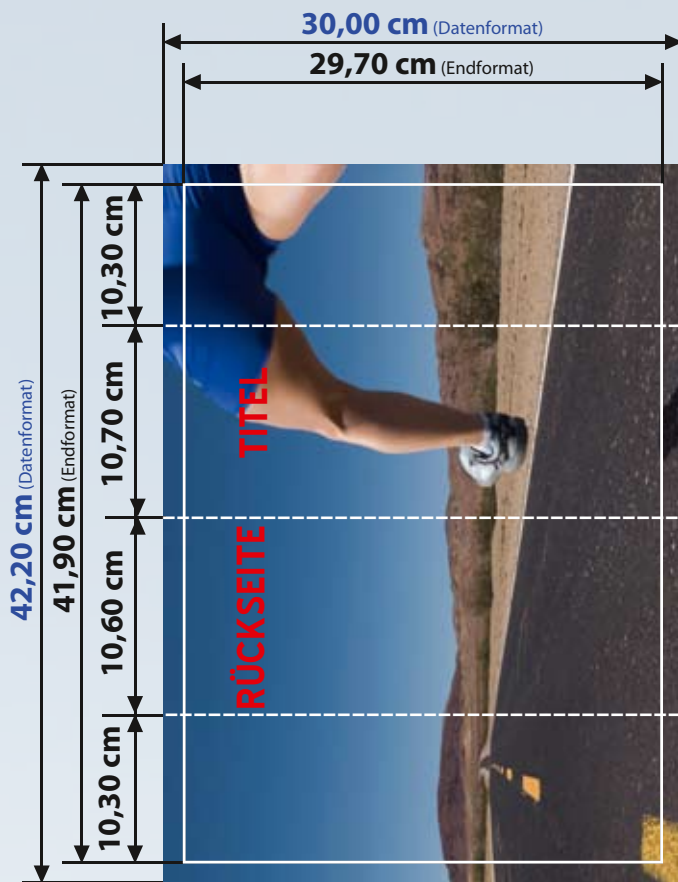 30,00 cm (Datenformat)
29,70 cm (Endformat)
42,20 cm (Datenformat)
41,90 cm (Endformat)
10,30 cm
10,70 cm
10,60 cm
10,30 cm
TITEL
RÜCKSEITE